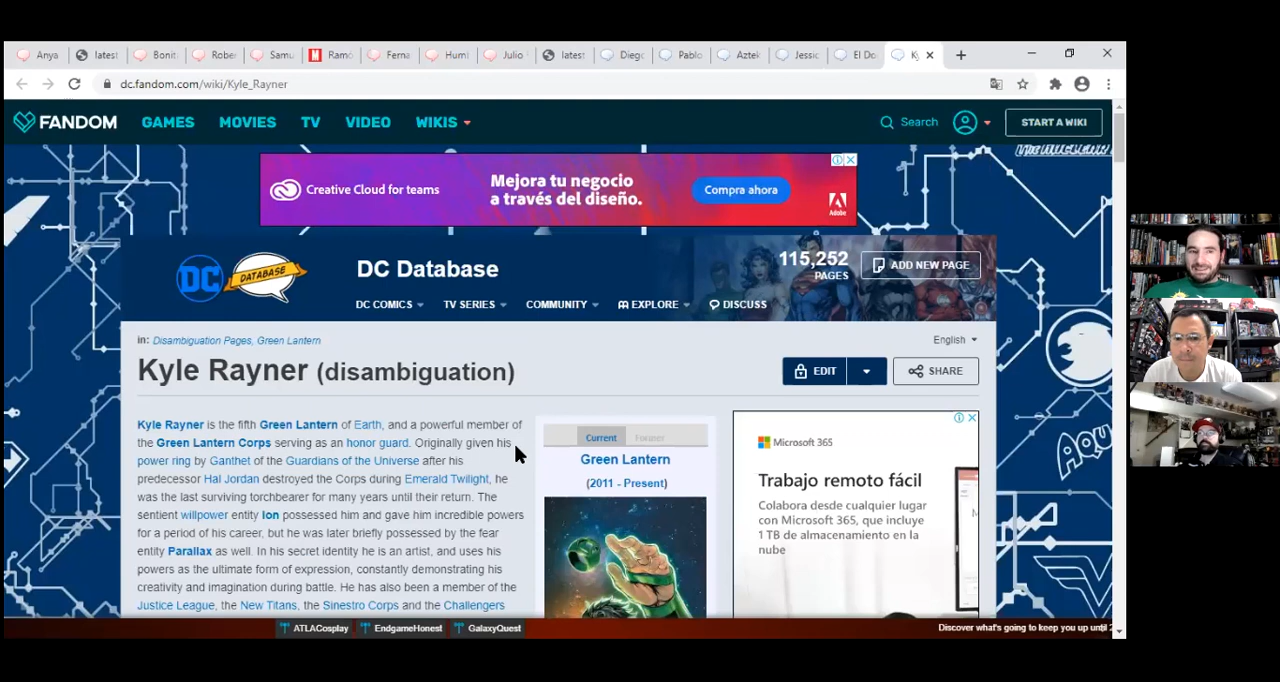 Anya
latest
Bonit
Rober
Samu
Ramó
Ferna
Humi
Julio
latest
Diego
Pablo
Aztek
Jessic
El Do
Ky
dc.fandom.com/wiki/Kyle_Rayner
FANDOM
GAMES
MOVIES
TV
VIDEO
WIKIS
Search
START A WIKI
THE NUCLEAR
Creative Cloud for teams
Mejora tu negocio
a través del diseño.
Compra ahora
Adobe
DC
DATABASE
DC Database
115,252
PAGES
ADD NEW PAGE
DC COMICS
TV SERIES
COMMUNITY
EXPLORE
DISCUSS
in: Disambiguation Pages, Green Lantern
English
Kyle Rayner (disambiguation)
EDIT
SHARE
Kyle Rayner is the fifth Green Lantern of Earth, and a powerful member of
the Green Lantern Corps serving as an honor guard. Originally given his
power ring by Ganthet of the Guardians of the Universe after his
predecessor Hal Jordan destroyed the Corps during Emerald Twilight, he
was the last surviving torchbearer for many years until their return. The
sentient willpower entity Ion possessed him and gave him incredible powers
for a period of his career, but he was later briefly possessed by the fear
entity Parallax as well. In his secret identity he is an artist, and uses his
powers as the ultimate form of expression, constantly demonstrating his
creativity and imagination during battle. He has also been a member of the
Justice League, the New Titans, the Sinestro Corps and the Challengers
Current
Former
Green Lantern
(2011 - Present)
Microsoft 365
Trabajo remoto fácil
Colabora desde cualquier lugar
con Microsoft 365, que incluye
1 TB de almacenamiento en la
nube
Aqu
ATLACosplay
EndgameHonest
GalaxyQuest
Discover what's going to keep you up until 2